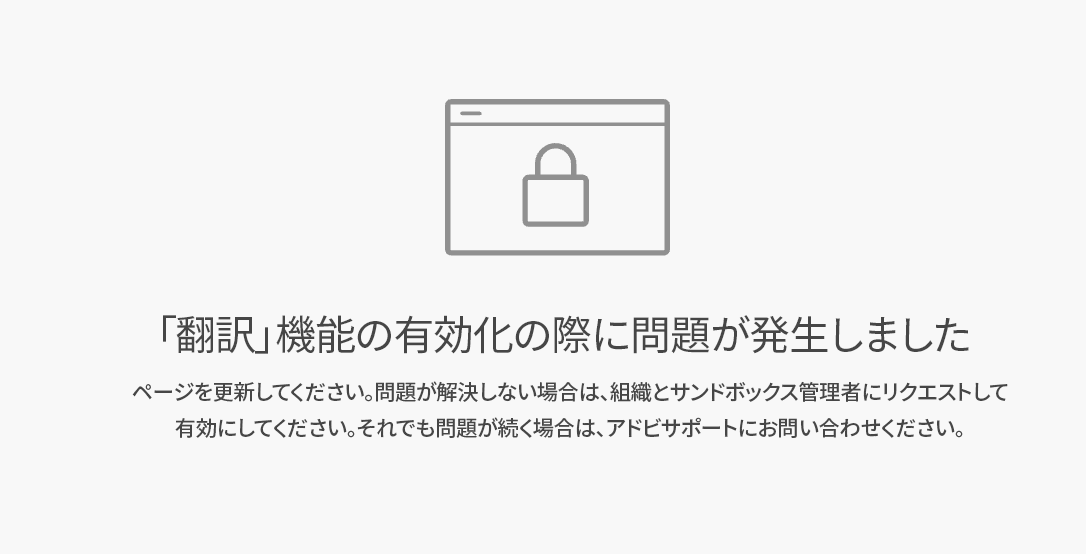 「翻訳」機能の有効化の際に問題が発生しました
ページを更新してください。問題が解決しない場合は、組織とサンドボックス管理者にリクエストして
有効にしてください。それでも問題が続く場合は、アドビサポートにお問い合わせください。